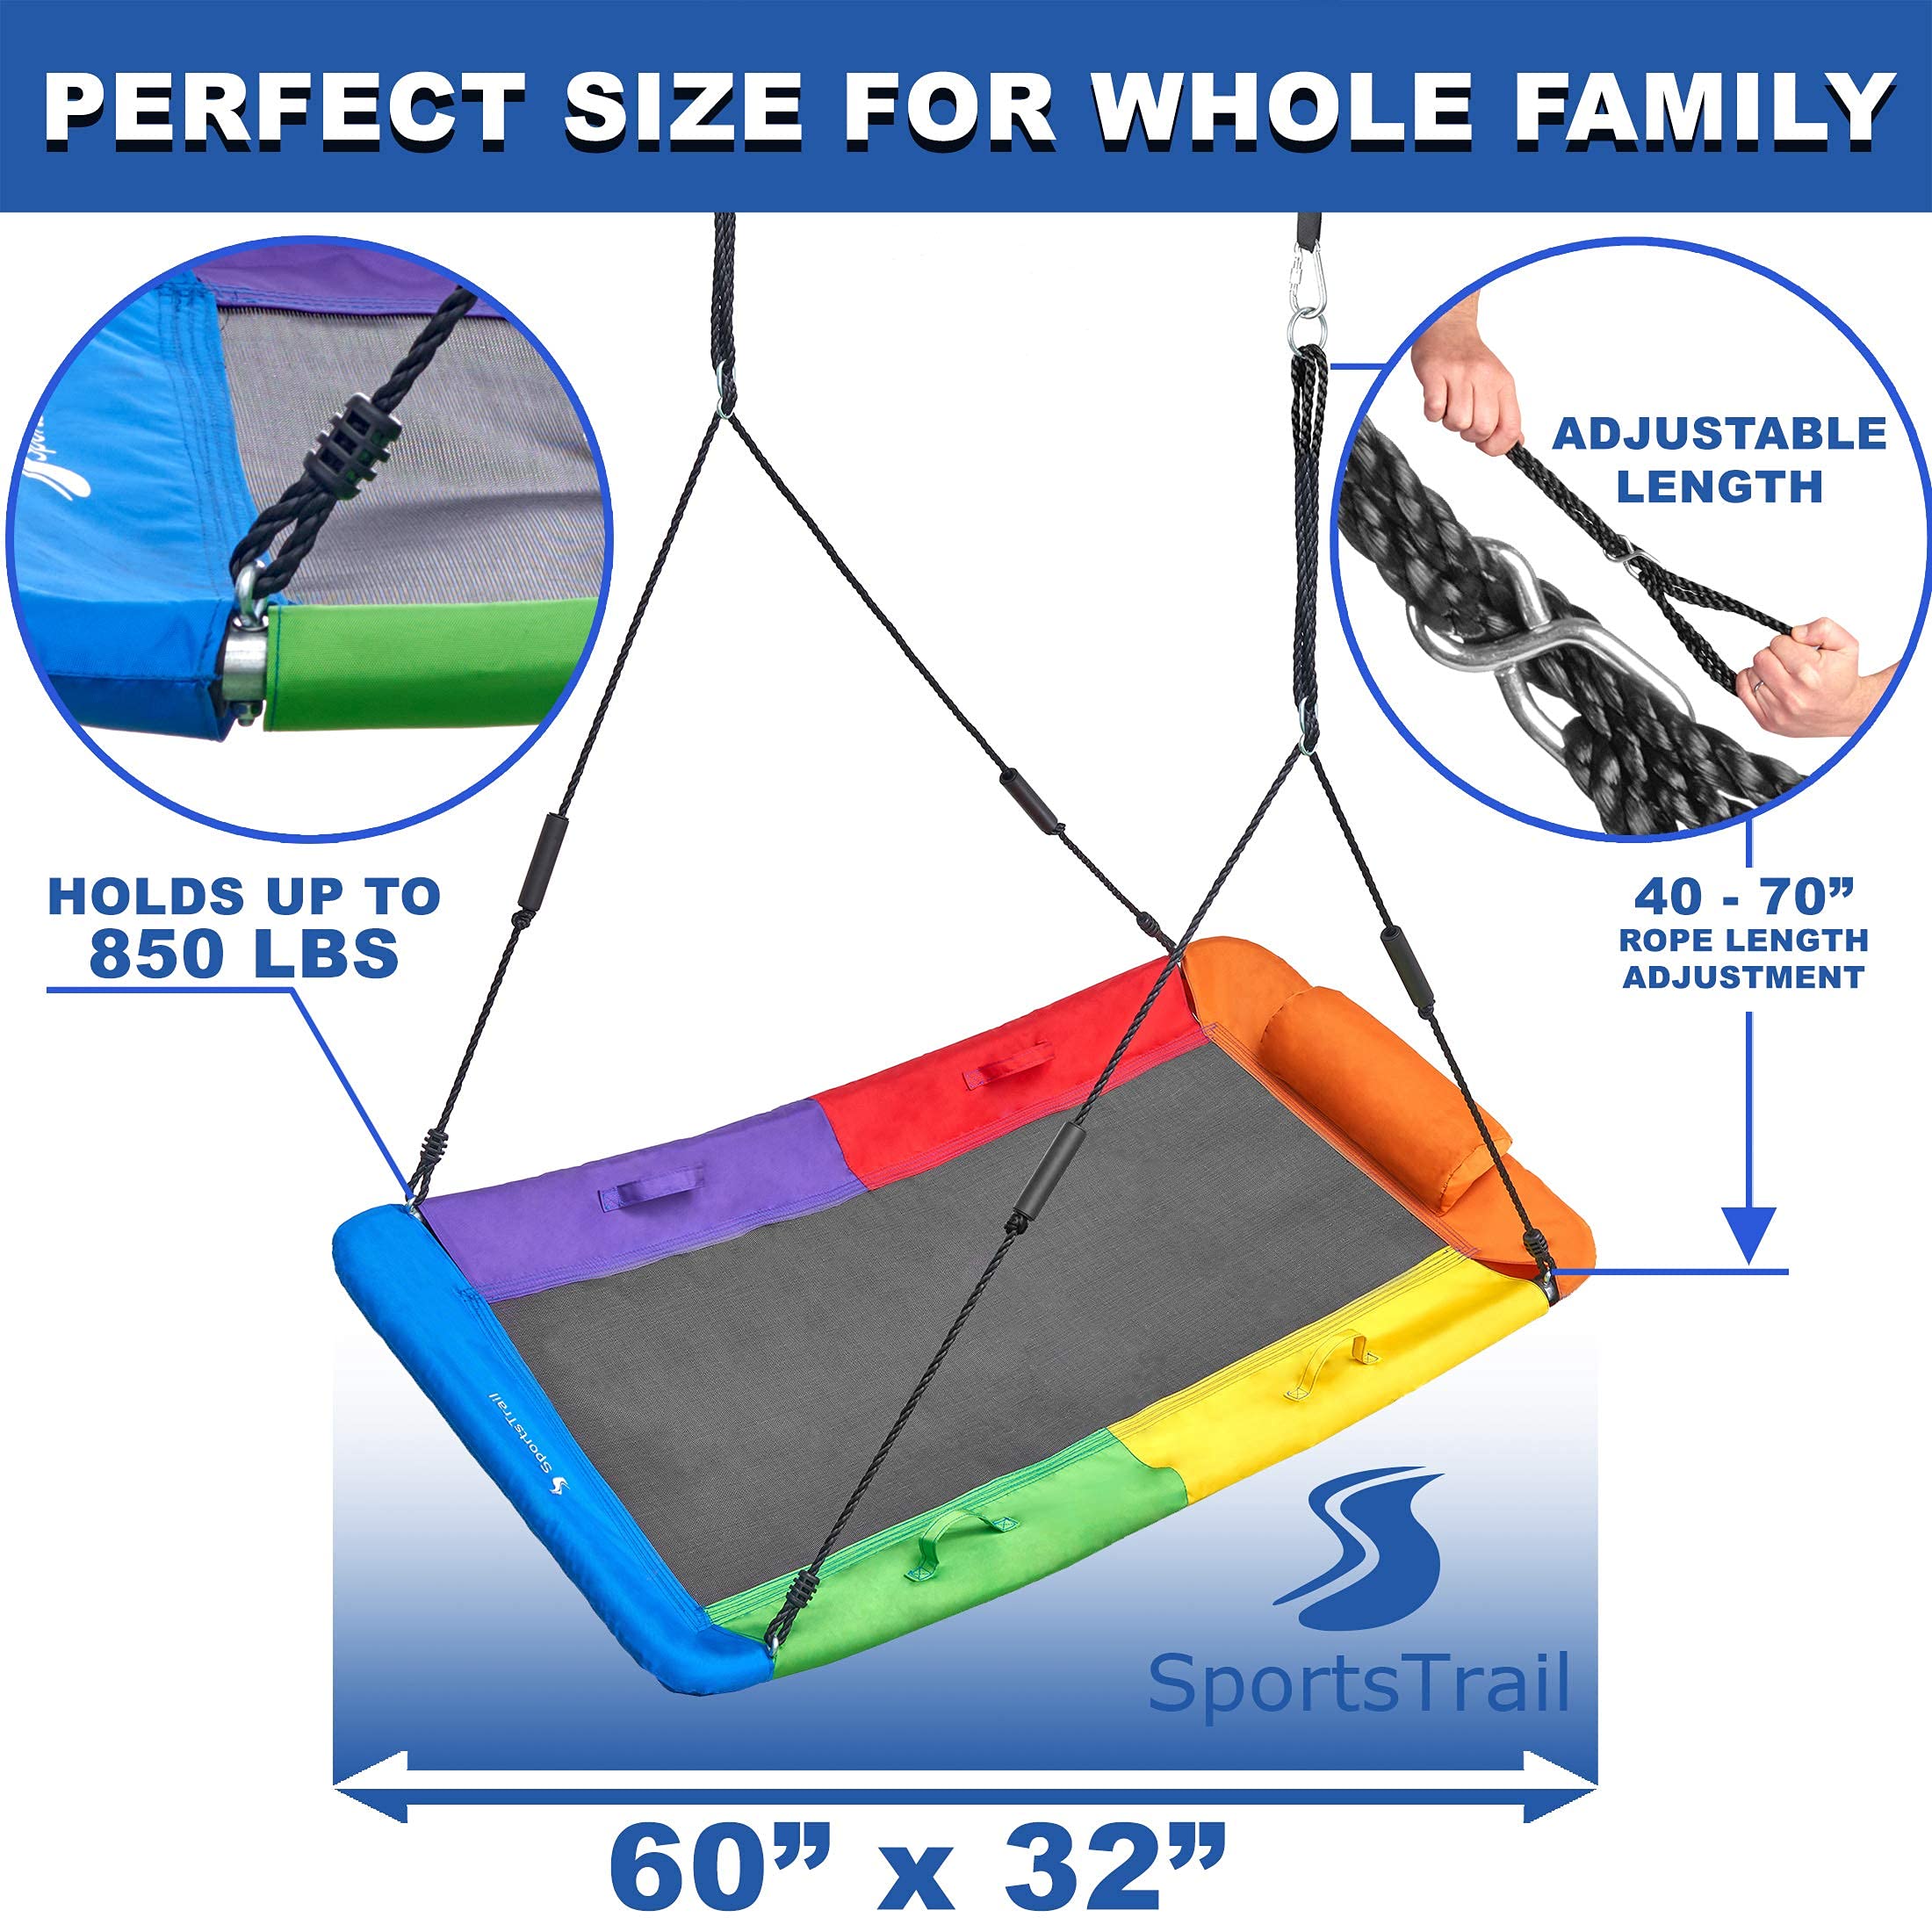 PERFECT SIZE FOR WHOLE FAMILY
ADJUSTABLE
LENGTH
HOLDS UP TO
850 LBS
40 - 70”
ROPE LENGTH
ADJUSTMENT
SportsTrail
SportsTrail
60” x 32”